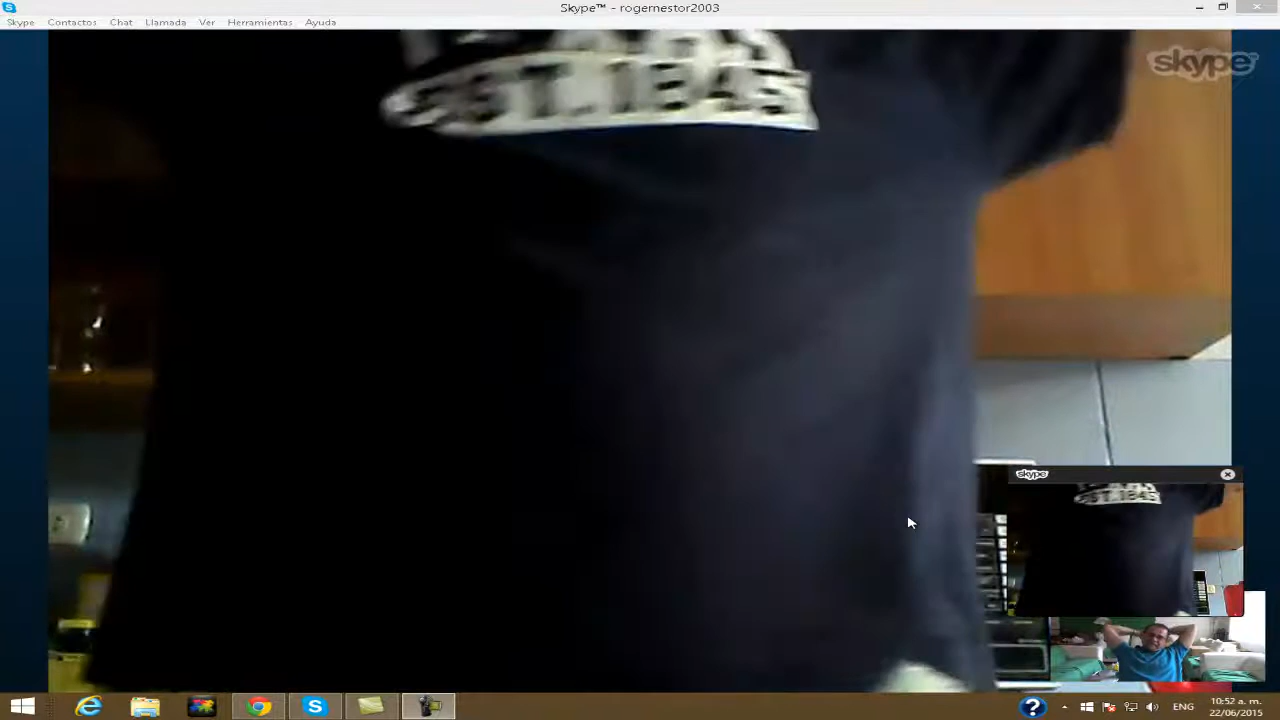 Skype™ - rogernestor2003
Skype Contactos Chat Llamada Ver Herramientas Ayuda
skype
EST. 1845
skype
EST. 1845
ENG
10:52 a. m.
22/06/2015